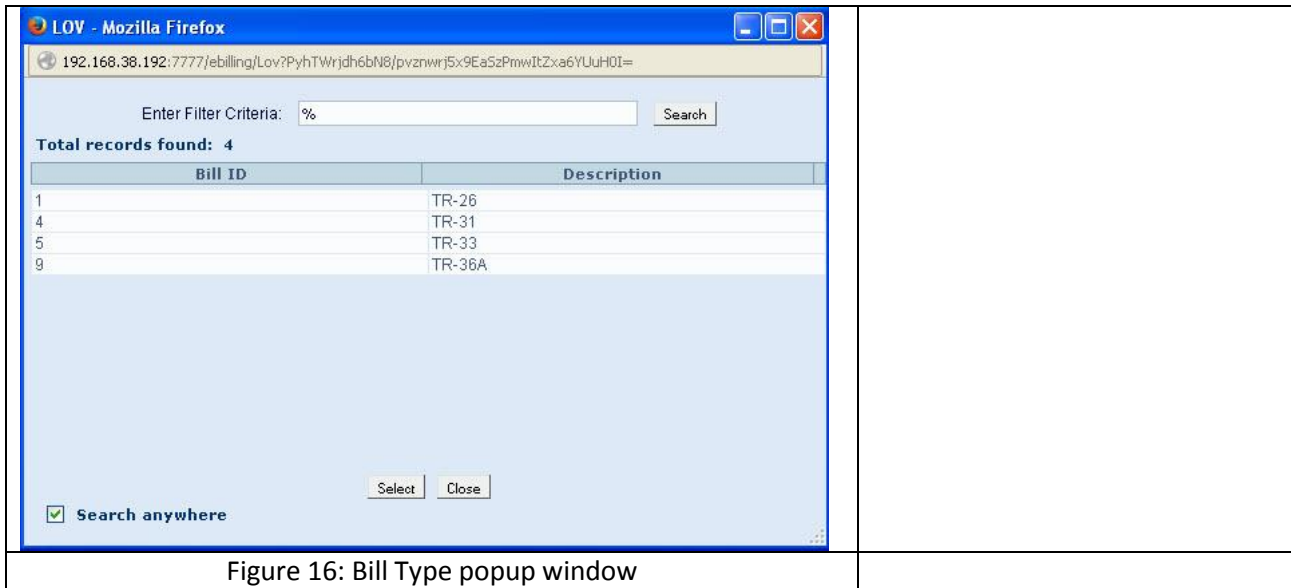 LOV - Mozilla Firefox
192.168.38.192:7777/ebilling/Lov?PyhTWrjdh6bN8/pvznwrj5x9EaSzPmwItZxa6YUuH0I=
Enter Filter Criteria: % Search
Total records found: 4
Bill ID Description
1 TR-26
4 TR-31
5 TR-33
9 TR-36A
Select Close
Search anywhere
Figure 16: Bill Type popup window